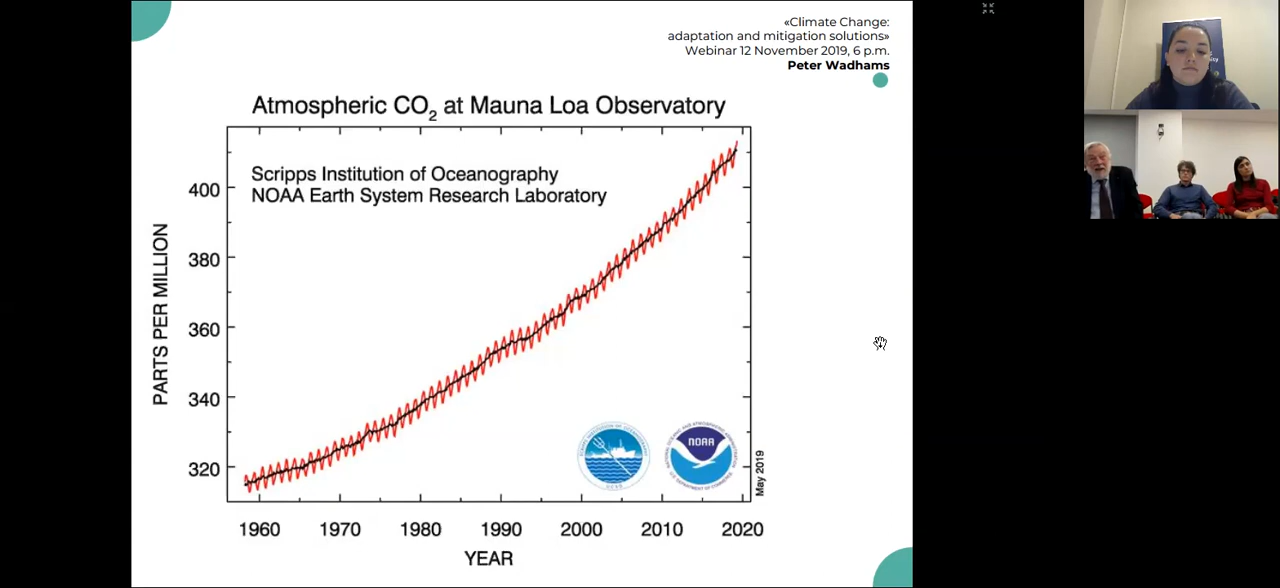 «Climate Change:
adaptation and mitigation solutions»
Webinar 12 November 2019, 6 p.m.
Peter Wadhams
Atmospheric CO2 at Mauna Loa Observatory
Scripps Institution of Oceanography
NOAA Earth System Research Laboratory
PARTS PER MILLION
400
380
360
340
320
NOAA
May 2019
1960 1970 1980 1990 2000 2010 2020
YEAR